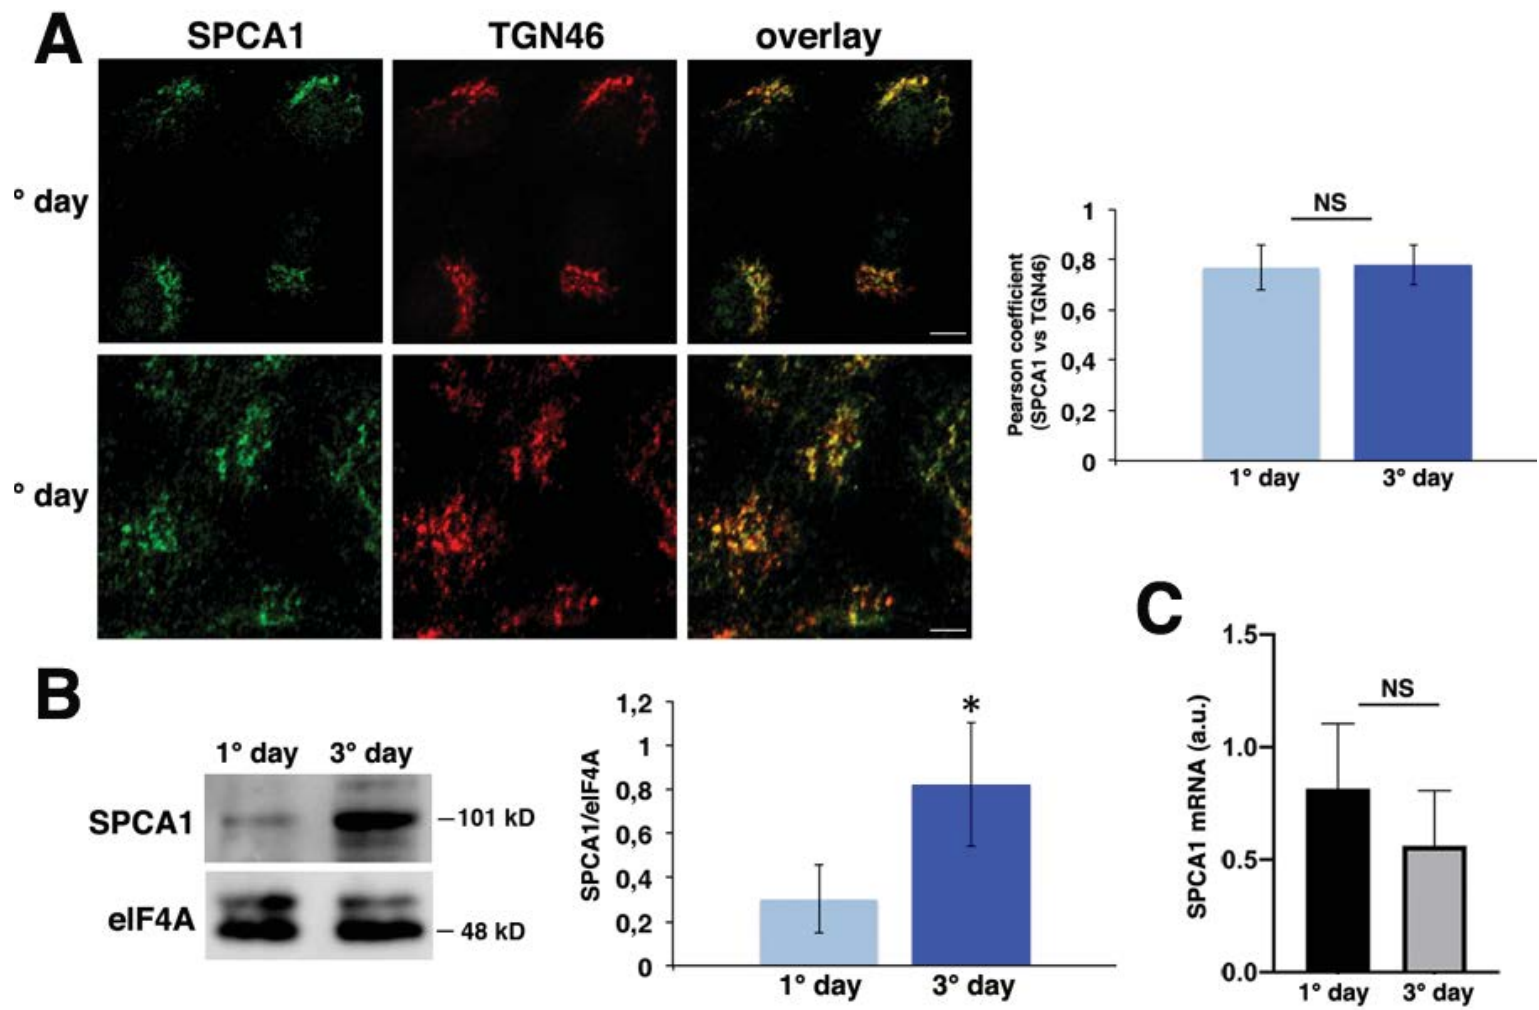 A
SPCA1 TGN46 overlay
° day
° day
Pearson coefficient
(SPCA1 vs TGN46)
1
0,8
0,6
0,4
0,2
0
NS
1° day 3° day
B
1° day 3° day
SPCA1
101 kD
eIF4A
48 kD
SPCA1/eIF4A
1,2
1
0,8
0,6
0,4
0,2
0
*
1° day 3° day
C
SPCA1 mRNA (a.u.)
1.5
1.0
0.5
0.0
NS
1° day 3° day